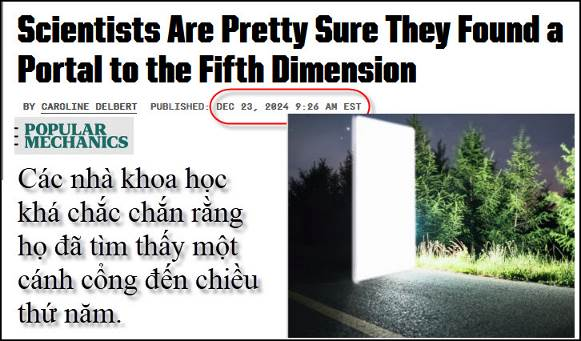 Scientists Are Pretty Sure They Found a
Portal to the Fifth Dimension
BY CAROLINE DELBERT PUBLISHED: DEC 23, 2024 9:26 AM EST
POPULAR
MECHANICS
Các nhà khoa học
khá chắc chắn rằng
họ đã tìm thấy một
cánh cổng đến chiều
thứ năm.